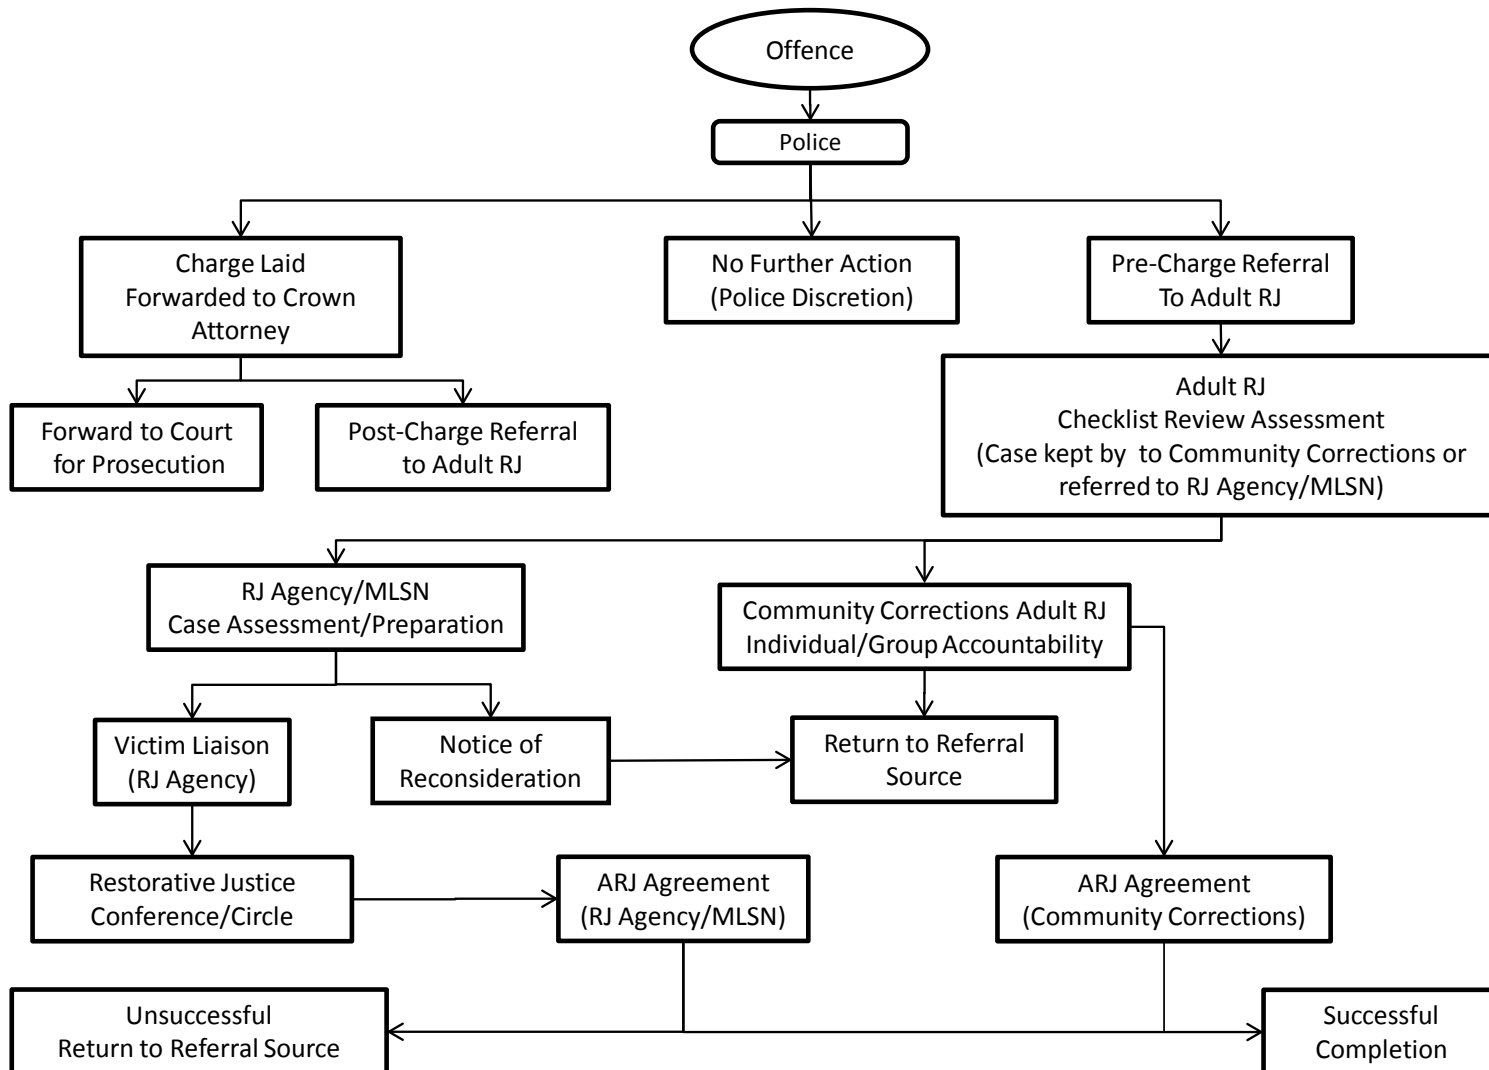 Offence
Police
Charge Laid
Forwarded to Crown
Attorney
No Further Action
(Police Discretion)
Pre-Charge Referral
To Adult RJ
Forward to Court
for Prosecution
Post-Charge Referral
to Adult RJ
Adult RJ
Checklist Review Assessment
(Case kept by  to Community Corrections or
referred to RJ Agency/MLSN)
RJ Agency/MLSN
Case Assessment/Preparation
Community Corrections Adult RJ
Individual/Group Accountability
Victim Liaison
(RJ Agency)
Notice of
Reconsideration
Return to Referral
Source
Restorative Justice
Conference/Circle
ARJ Agreement
(RJ Agency/MLSN)
ARJ Agreement
(Community Corrections)
Unsuccessful
Return to Referral Source
Successful
Completion